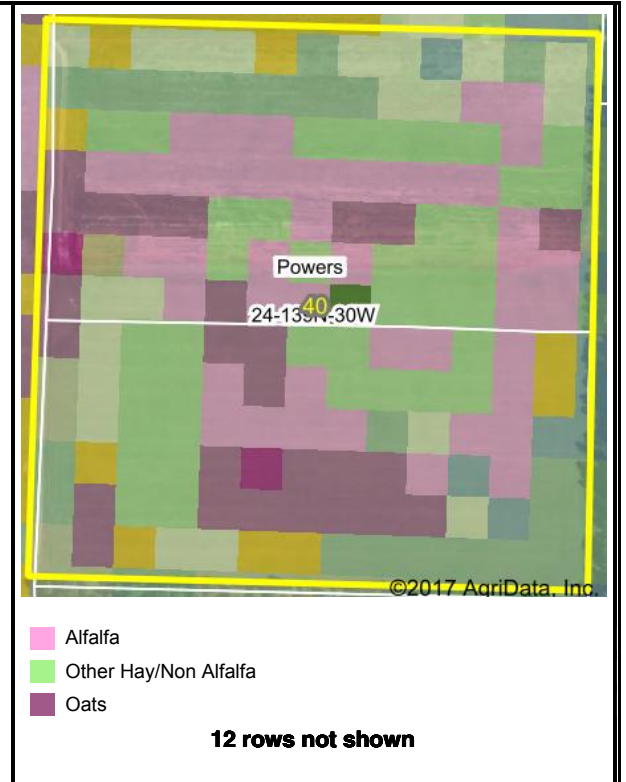 Powers
40
24-139N-30W
©2017 AgriData, Inc.
Alfalfa
Other Hay/Non Alfalfa
Oats
12 rows not shown